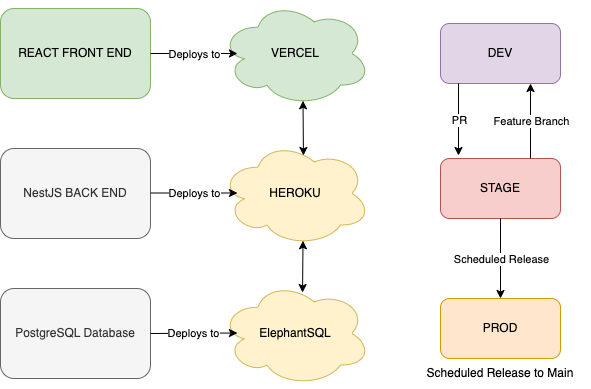 REACT FRONT END
Deploys to
VERCEL
NestJS BACK END
Deploys to
HEROKU
PostgreSQL Database
Deploys to
ElephantSQL
DEV
PR
Feature Branch
STAGE
Scheduled Release
PROD
Scheduled Release to Main